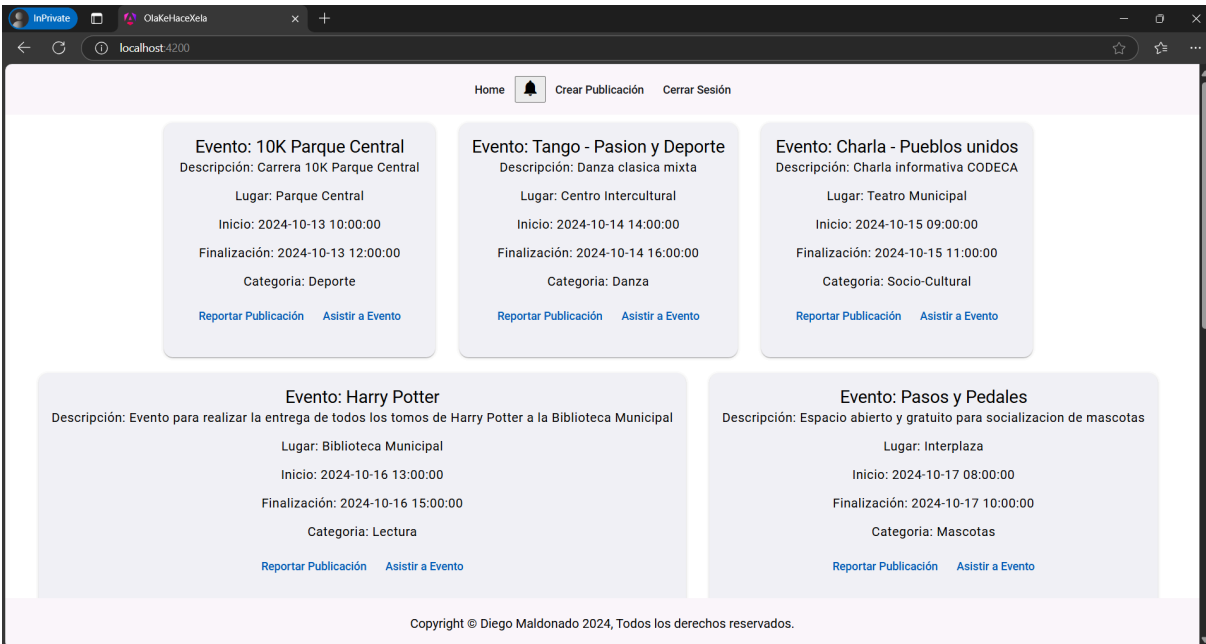 InPrivate
OlaKeHaceXela
localhost:4200
Home
Crear Publicación
Cerrar Sesión
Evento: 10K Parque Central
Descripción: Carrera 10K Parque Central
Lugar: Parque Central
Inicio: 2024-10-13 10:00:00
Finalización: 2024-10-13 12:00:00
Categoria: Deporte
Reportar Publicación Asistir a Evento
Evento: Tango - Pasion y Deporte
Descripción: Danza clasica mixta
Lugar: Centro Intercultural
Inicio: 2024-10-14 14:00:00
Finalización: 2024-10-14 16:00:00
Categoria: Danza
Reportar Publicación Asistir a Evento
Evento: Charla - Pueblos unidos
Descripción: Charla informativa CODECA
Lugar: Teatro Municipal
Inicio: 2024-10-15 09:00:00
Finalización: 2024-10-15 11:00:00
Categoria: Socio-Cultural
Reportar Publicación Asistir a Evento
Evento: Harry Potter
Descripción: Evento para realizar la entrega de todos los tomos de Harry Potter a la Biblioteca Municipal
Lugar: Biblioteca Municipal
Inicio: 2024-10-16 13:00:00
Finalización: 2024-10-16 15:00:00
Categoria: Lectura
Reportar Publicación Asistir a Evento
Evento: Pasos y Pedales
Descripción: Espacio abierto y gratuito para socializacion de mascotas
Lugar: Interplaza
Inicio: 2024-10-17 08:00:00
Finalización: 2024-10-17 10:00:00
Categoria: Mascotas
Reportar Publicación Asistir a Evento
Copyright © Diego Maldonado 2024, Todos los derechos reservados.